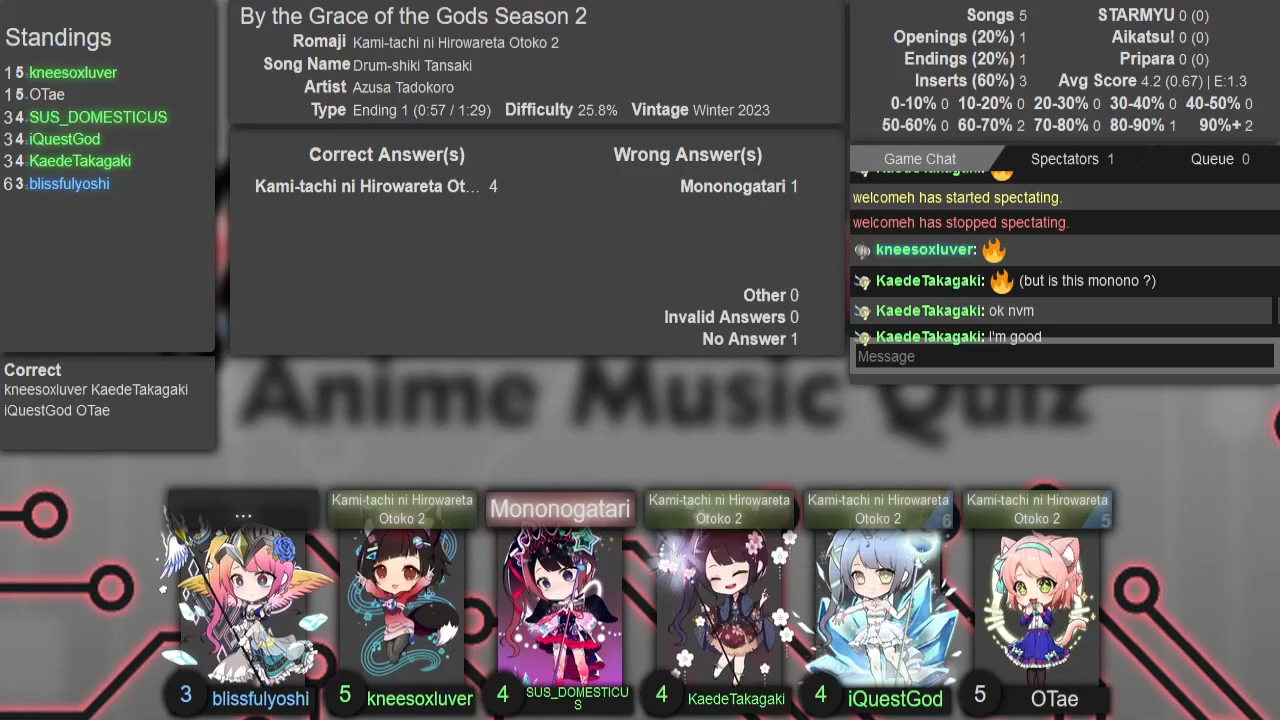 Standings
1 5 kneesoxluver
1 5 OTae
3 4 SUS_DOMESTICUS
3 4 iQuestGod
3 4 KaedeTakagaki
6 3 blissfulyoshi
Correct
kneesoxluver KaedeTakagaki
iQuestGod OTae
By the Grace of the Gods Season 2
Romaji Kami-tachi ni Hirowareta Otoko 2
Song Name Drum-shiki Tansaki
Artist Azusa Tadokoro
Type Ending 1 (0:57 / 1:29) Difficulty 25.8% Vintage Winter 2023
Correct Answer(s)
Kami-tachi ni Hirowareta Ot... 4
Wrong Answer(s)
Mononogatari 1
Other 0
Invalid Answers 0
No Answer 1
Songs 5 STARMYU 0 (0)
Openings (20%) 1 Aikatsu! 0 (0)
Endings (20%) 1 Pripara 0 (0)
Inserts (60%) 3 Avg Score 4.2 (0.67) | E:1.3
0-10% 0 10-20% 0 20-30% 0 30-40% 0 40-50% 0
50-60% 0 60-70% 2 70-80% 0 80-90% 1 90%+ 2
Game Chat Spectators 1 Queue 0
KaedeTakagaki:
welcomeh has started spectating.
welcomeh has stopped spectating.
kneesoxluver: 🔥
KaedeTakagaki: 🔥 (but is this monono ?)
KaedeTakagaki: ok nvm
KaedeTakagaki: I'm good
Message
Anime Music Quiz
...
Kami-tachi ni Hirowareta
Otoko 2
Mononogatari
Kami-tachi ni Hirowareta
Otoko 2
Kami-tachi ni Hirowareta
Otoko 2 6
Kami-tachi ni Hirowareta
Otoko 2 5
3 blissfulyoshi
5 kneesoxluver
4 SUS_DOMESTICU
S
4 KaedeTakagaki
4 iQuestGod
5 OTae